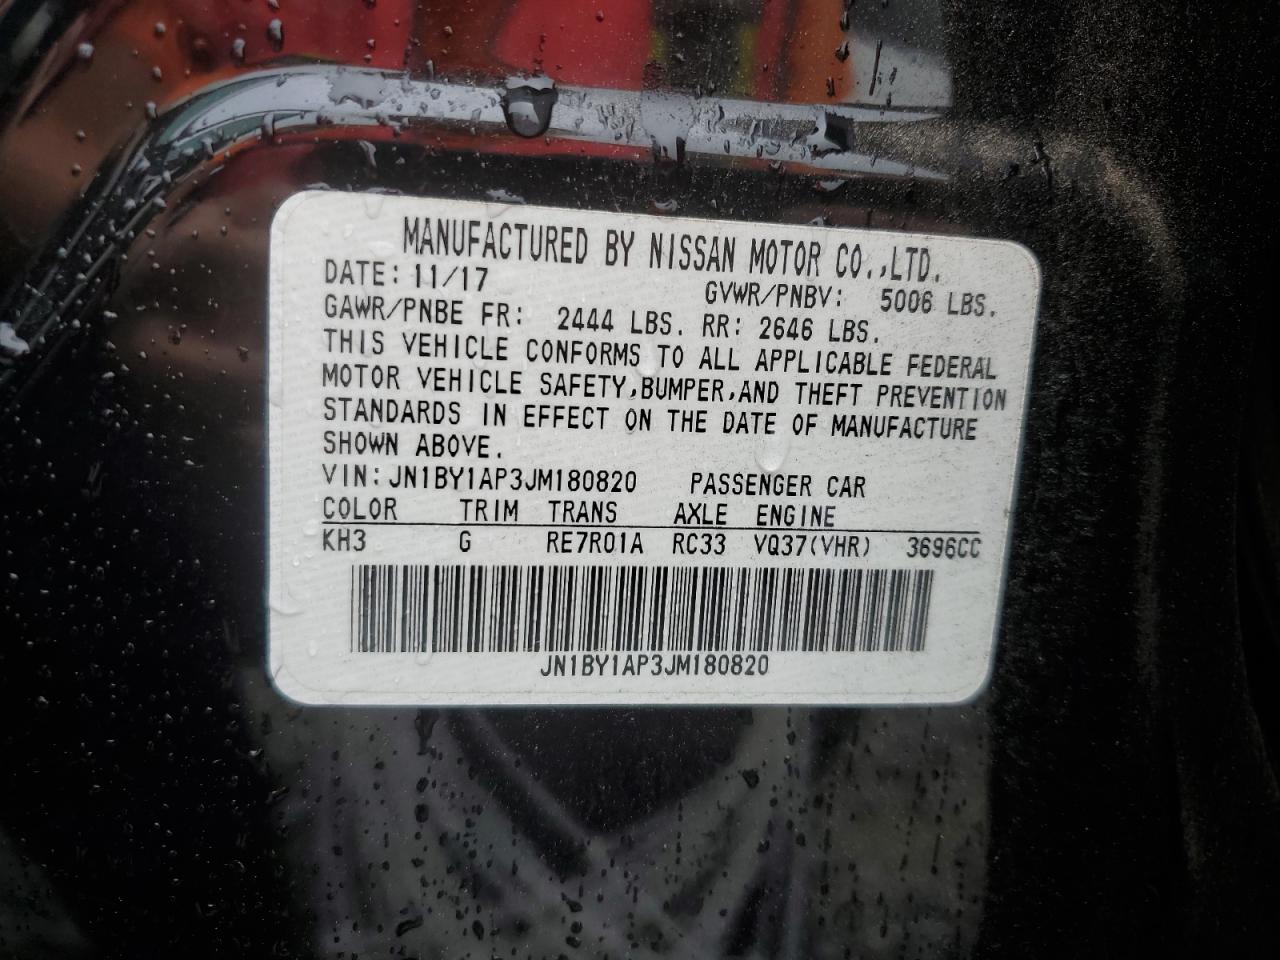 MANUFACTURED BY NISSAN MOTOR CO.,LTD.
DATE: 11/17 GVWR/PNBV: 5006 LBS.
GAWR/PNBE FR: 2444 LBS. RR: 2646 LBS.
THIS VEHICLE CONFORMS TO ALL APPLICABLE FEDERAL
MOTOR VEHICLE SAFETY,BUMPER,AND THEFT PREVENTION
STANDARDS IN EFFECT ON THE DATE OF MANUFACTURE
SHOWN ABOVE.
VIN: JN1BY1AP3JM180820 PASSENGER CAR
COLOR TRIM TRANS AXLE ENGINE
KH3 G RE7R01A RC33 VQ37(VHR) 3696CC
JN1BY1AP3JM180820